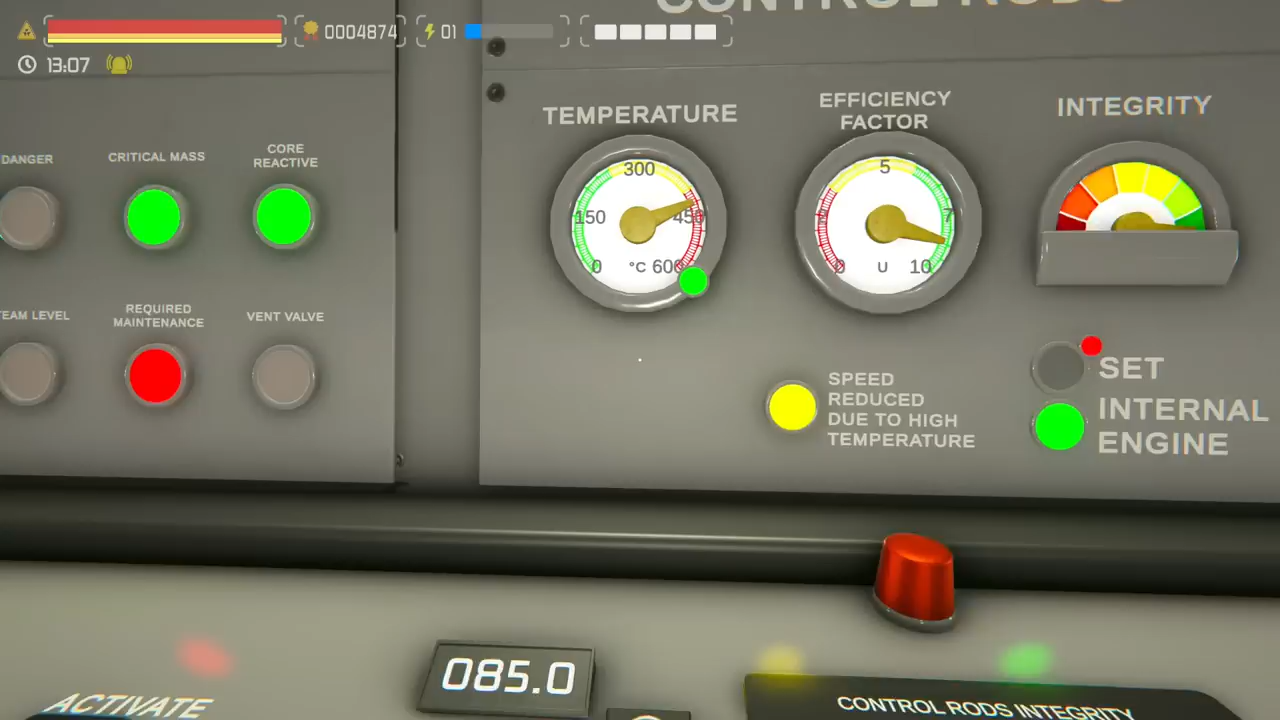 CONTROL RODS
0004874
01
13:07
DANGER
CRITICAL MASS
CORE
REACTIVE
REQUIRED
MAINTENANCE
VENT VALVE
TEMPERATURE
300
150
450
0
°C
600
EFFICIENCY
FACTOR
5
7
0
U
10
INTEGRITY
SPEED
REDUCED
DUE TO HIGH
TEMPERATURE
SET
INTERNAL
ENGINE
085.0
ACTIVATE
CONTROL RODS INTEGRITY